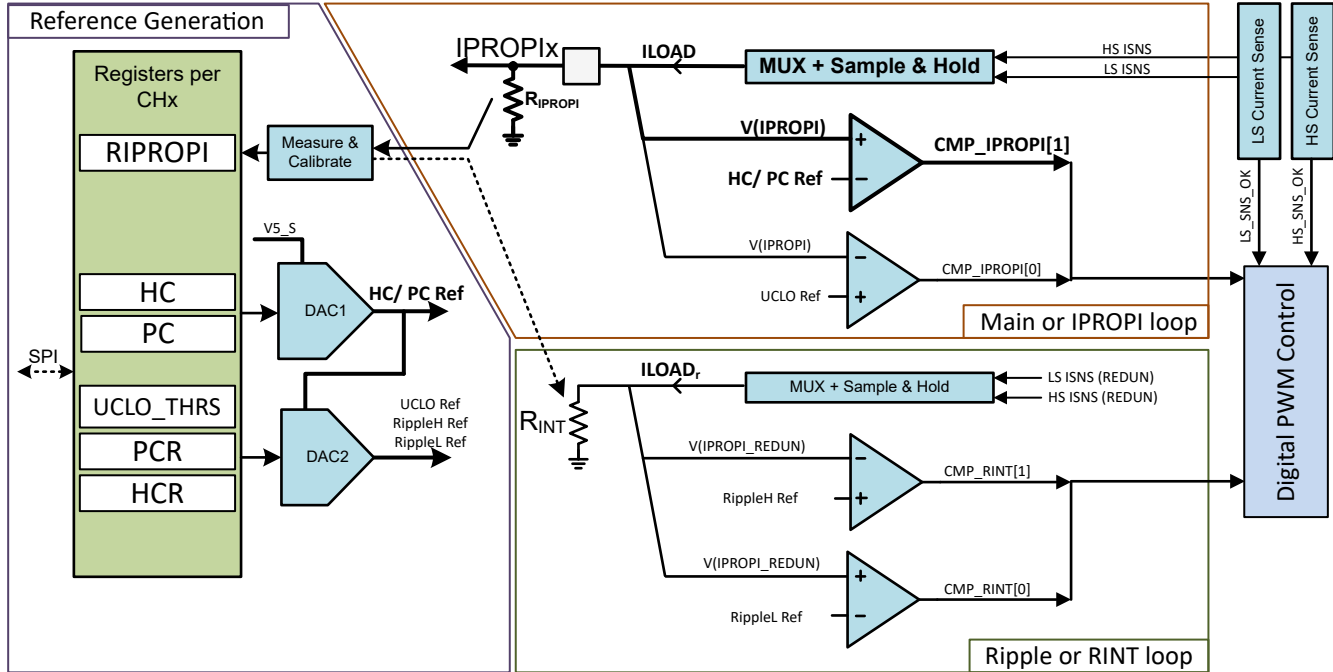 Reference Generation
Registers per
CHx
RIPROPI
HC
PC
UCLO_THRS
PCR
HCR
SPI
Measure &
Calibrate
V5_S
DAC1
HC/ PC Ref
DAC2
UCLO Ref
RippleH Ref
RippleL Ref
IPROPIx
RIPROPI
ILOAD
MUX + Sample & Hold
HS ISNS
LS ISNS
V(IPROPI)
+
HC/ PC Ref
−
CMP_IPROPI[1]
V(IPROPI)
−
UCLO Ref
+
CMP_IPROPI[0]
Main or IPROPI loop
LS Current Sense
HS Current Sense
LS_SNS_OK
HS_SNS_OK
Digital PWM Control
RINT
ILOADr
MUX + Sample & Hold
LS ISNS (REDUN)
HS ISNS (REDUN)
V(IPROPI_REDUN)
−
RippleH Ref
+
CMP_RINT[1]
V(IPROPI_REDUN)
+
RippleL Ref
−
CMP_RINT[0]
Ripple or RINT loop